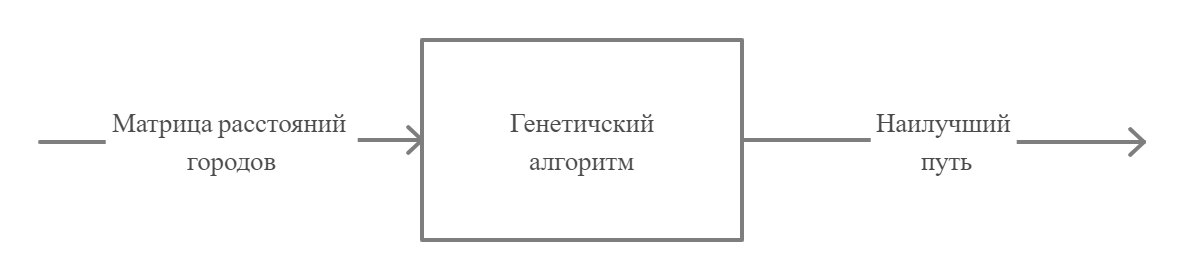 Матрица расстояний
городов
Генетичский
алгоритм
Наилучший
путь